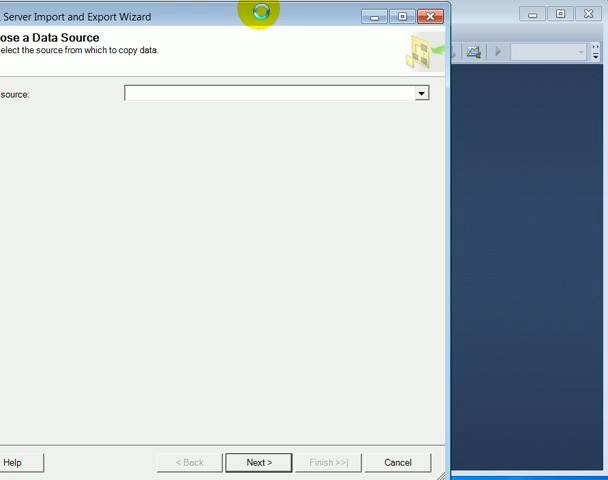 Server Import and Export Wizard
ose a Data Source
elect the source from which to copy data.
source:
Help
< Back
Next >
Finish >>|
Cancel